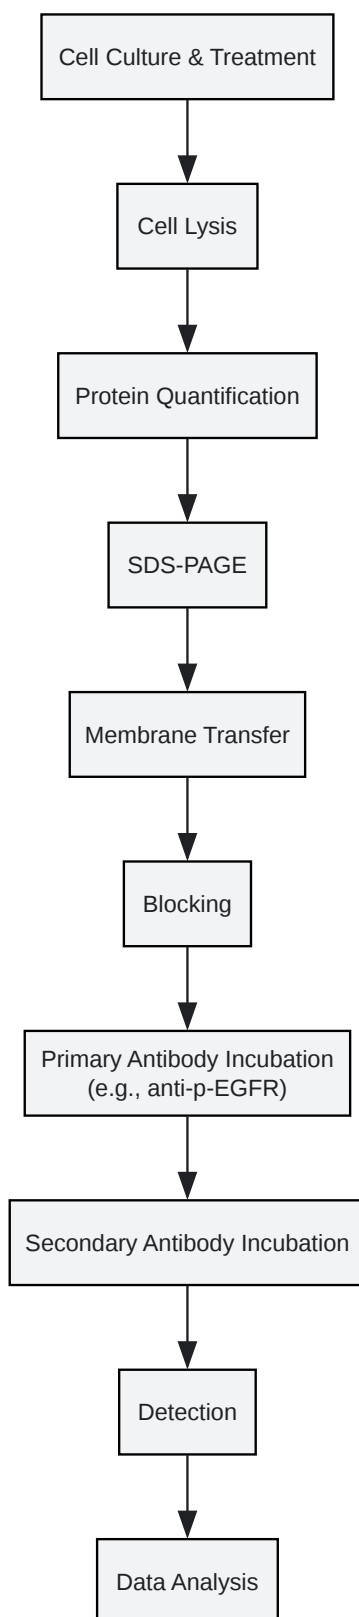 Cell Culture & Treatment
Cell Lysis
Protein Quantification
SDS-PAGE
Membrane Transfer
Blocking
Primary Antibody Incubation
(e.g., anti-p-EGFR)
Secondary Antibody Incubation
Detection
Data Analysis